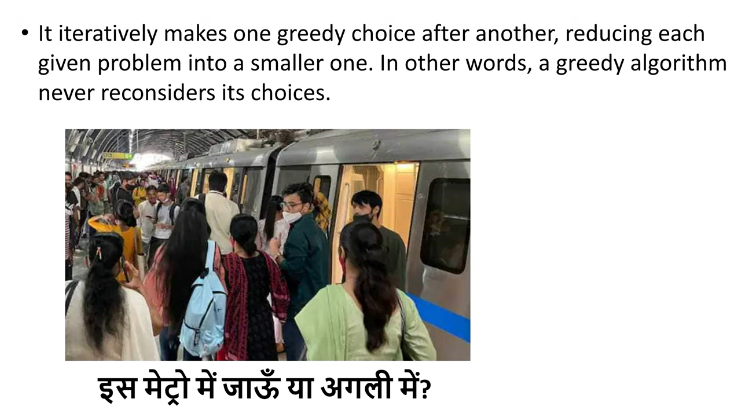 • It iteratively makes one greedy choice after another, reducing each
given problem into a smaller one. In other words, a greedy algorithm
never reconsiders its choices.
इस मेट्रो में जाऊँ या अगली में?